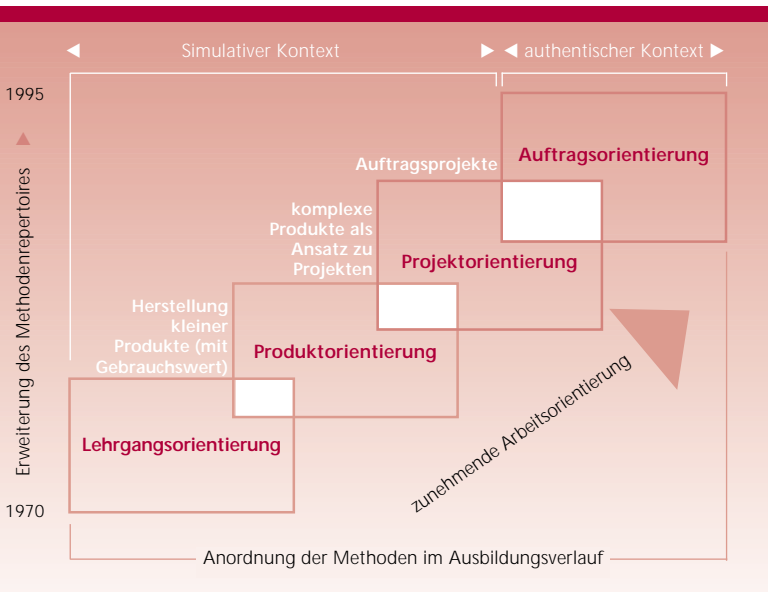 Simulativer Kontext
authentischer Kontext
1995
Auftragsorientierung
Auftragsprojekte
komplexe
Produkte als
Ansatz zu
Projekten
Projektorientierung
Herstellung
kleiner
Produkte (mit
Gebrauchswert)
Produktorientierung
Lehrgangsorientierung
Erweiterung des Methodenrepertoires
zunehmende Arbeitsorientierung
1970
Anordnung der Methoden im Ausbildungsverlauf